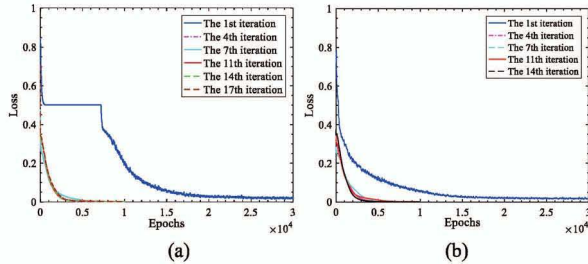 1
0.8
0.6
0.4
0.2
0
Loss
0 0.5 1 1.5 2 2.5 3
×10⁴
Epochs
The 1st iteration
The 4th iteration
The 7th iteration
The 11th iteration
The 14th iteration
The 17th iteration
(a)
1
0.8
0.6
0.4
0.2
0
Loss
0 0.5 1 1.5 2 2.5 3
×10⁴
Epochs
The 1st iteration
The 4th iteration
The 7th iteration
The 11th iteration
The 14th iteration
(b)